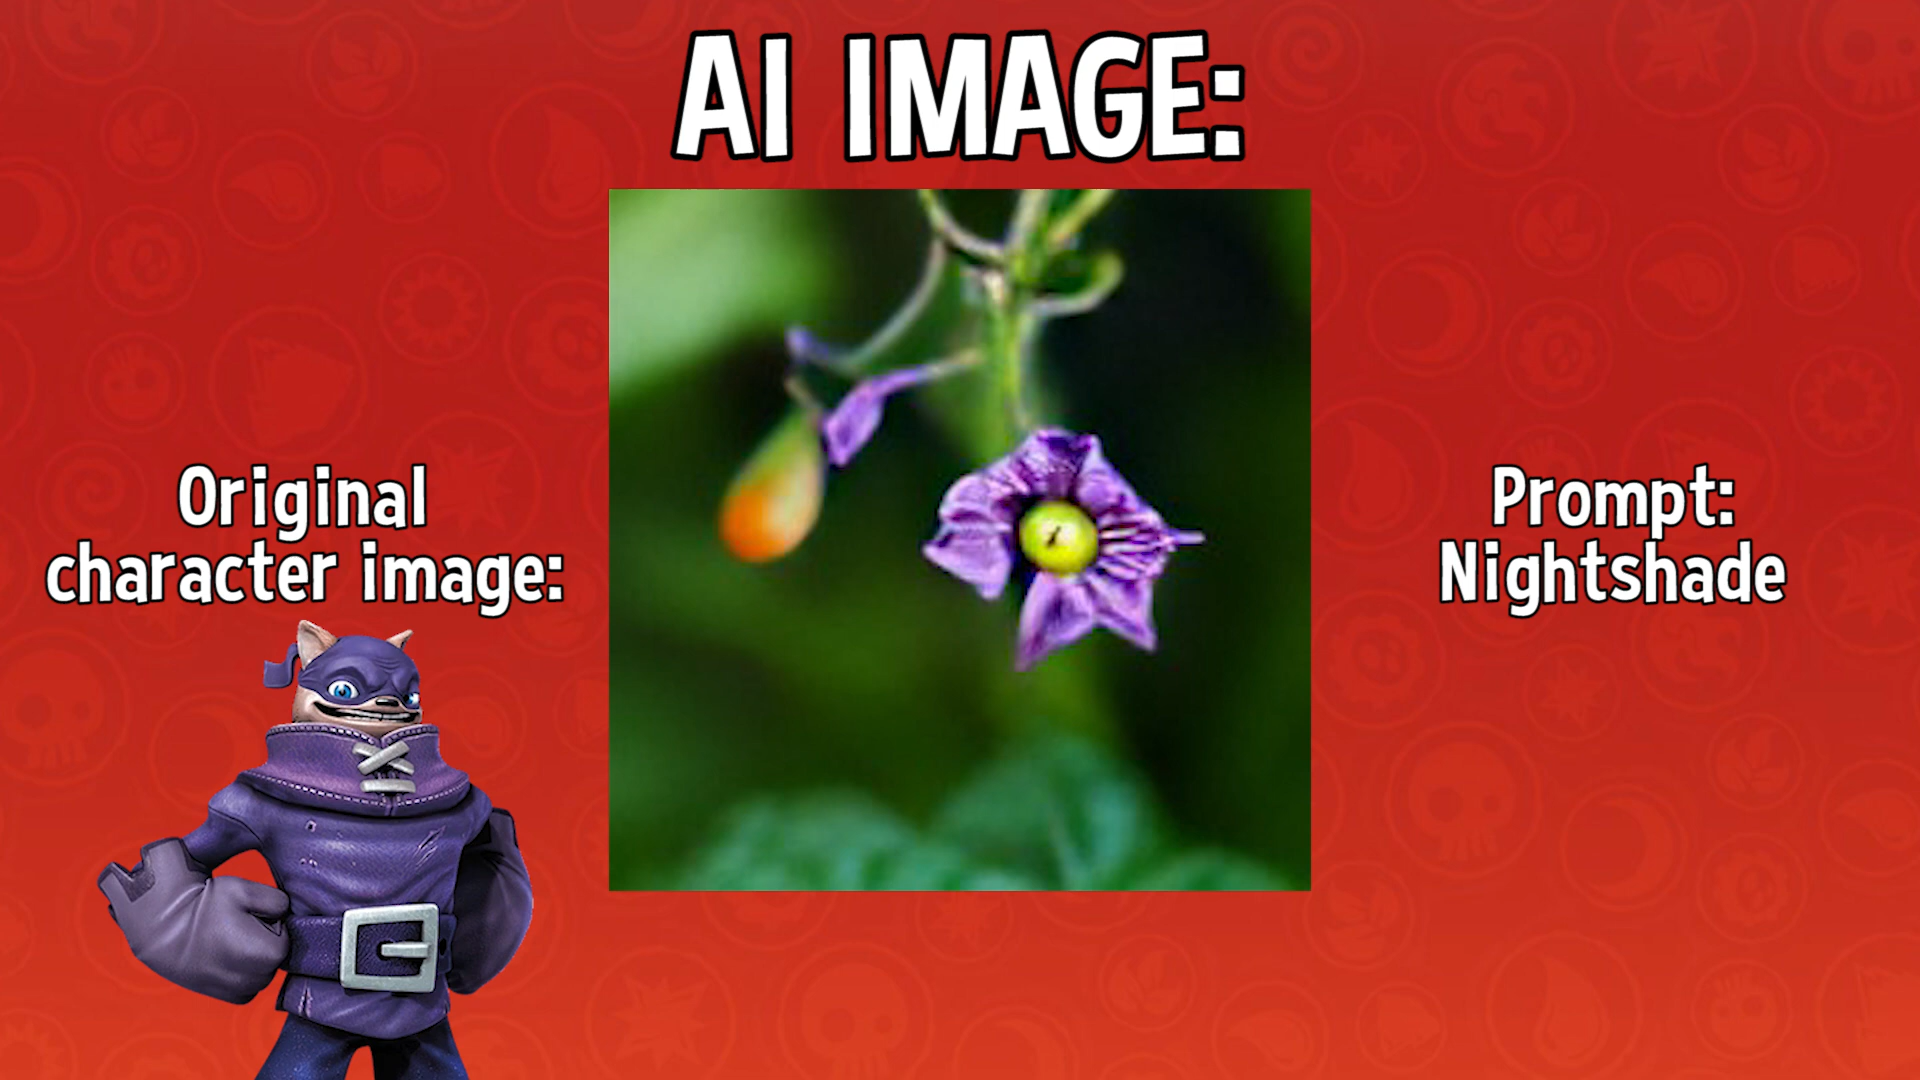 AI IMAGE:
Original
character image:
Prompt:
Nightshade